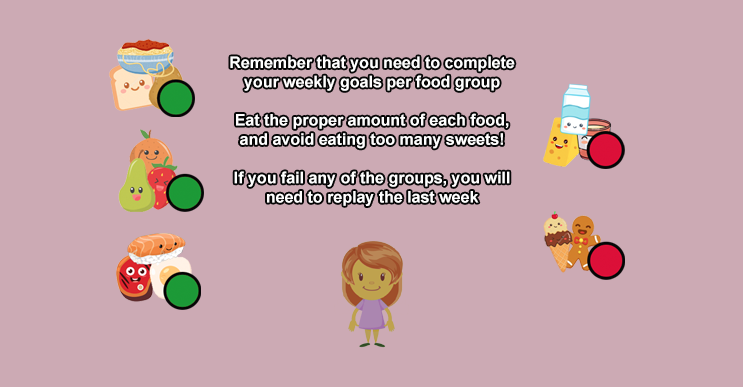 Remember that you need to complete
your weekly goals per food group
Eat the proper amount of each food,
and avoid eating too many sweets!
If you fail any of the groups, you will
need to replay the last week